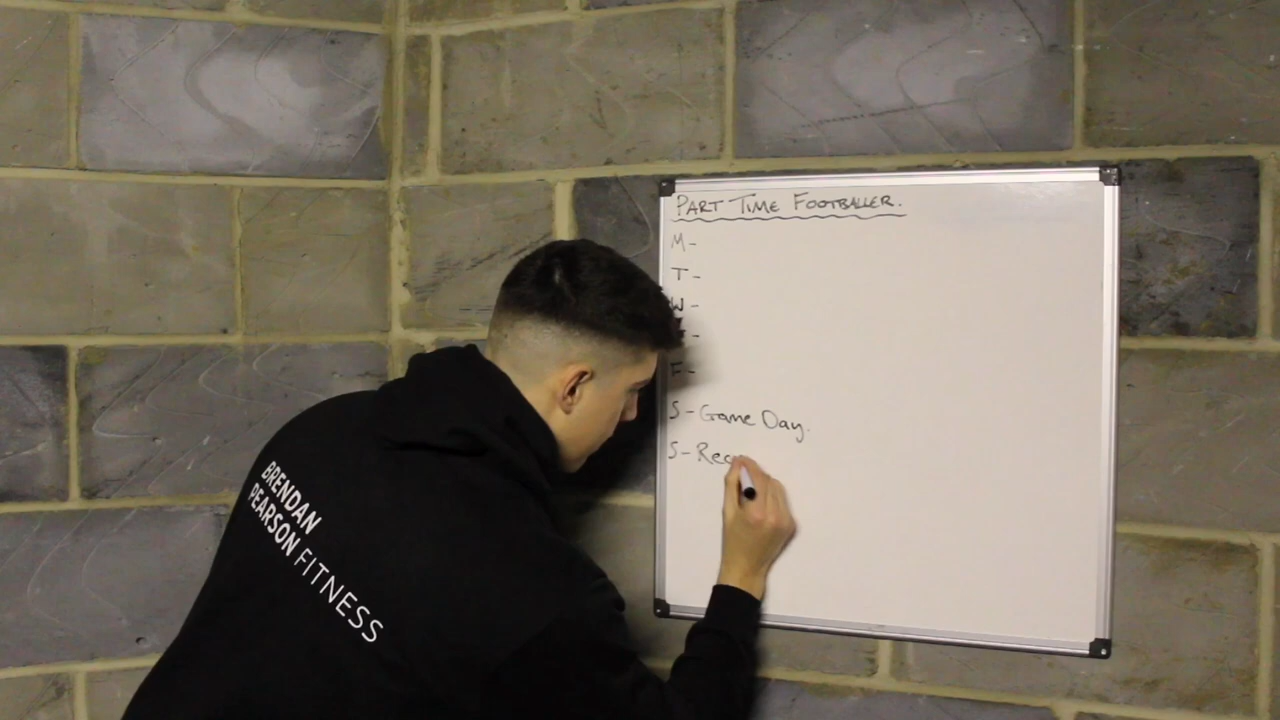 PART TIME FOOTBALLER.
M-
T-
W-
F-
S-Game Day.
S-Rec
BRENDAN
PEARSON FITNESS